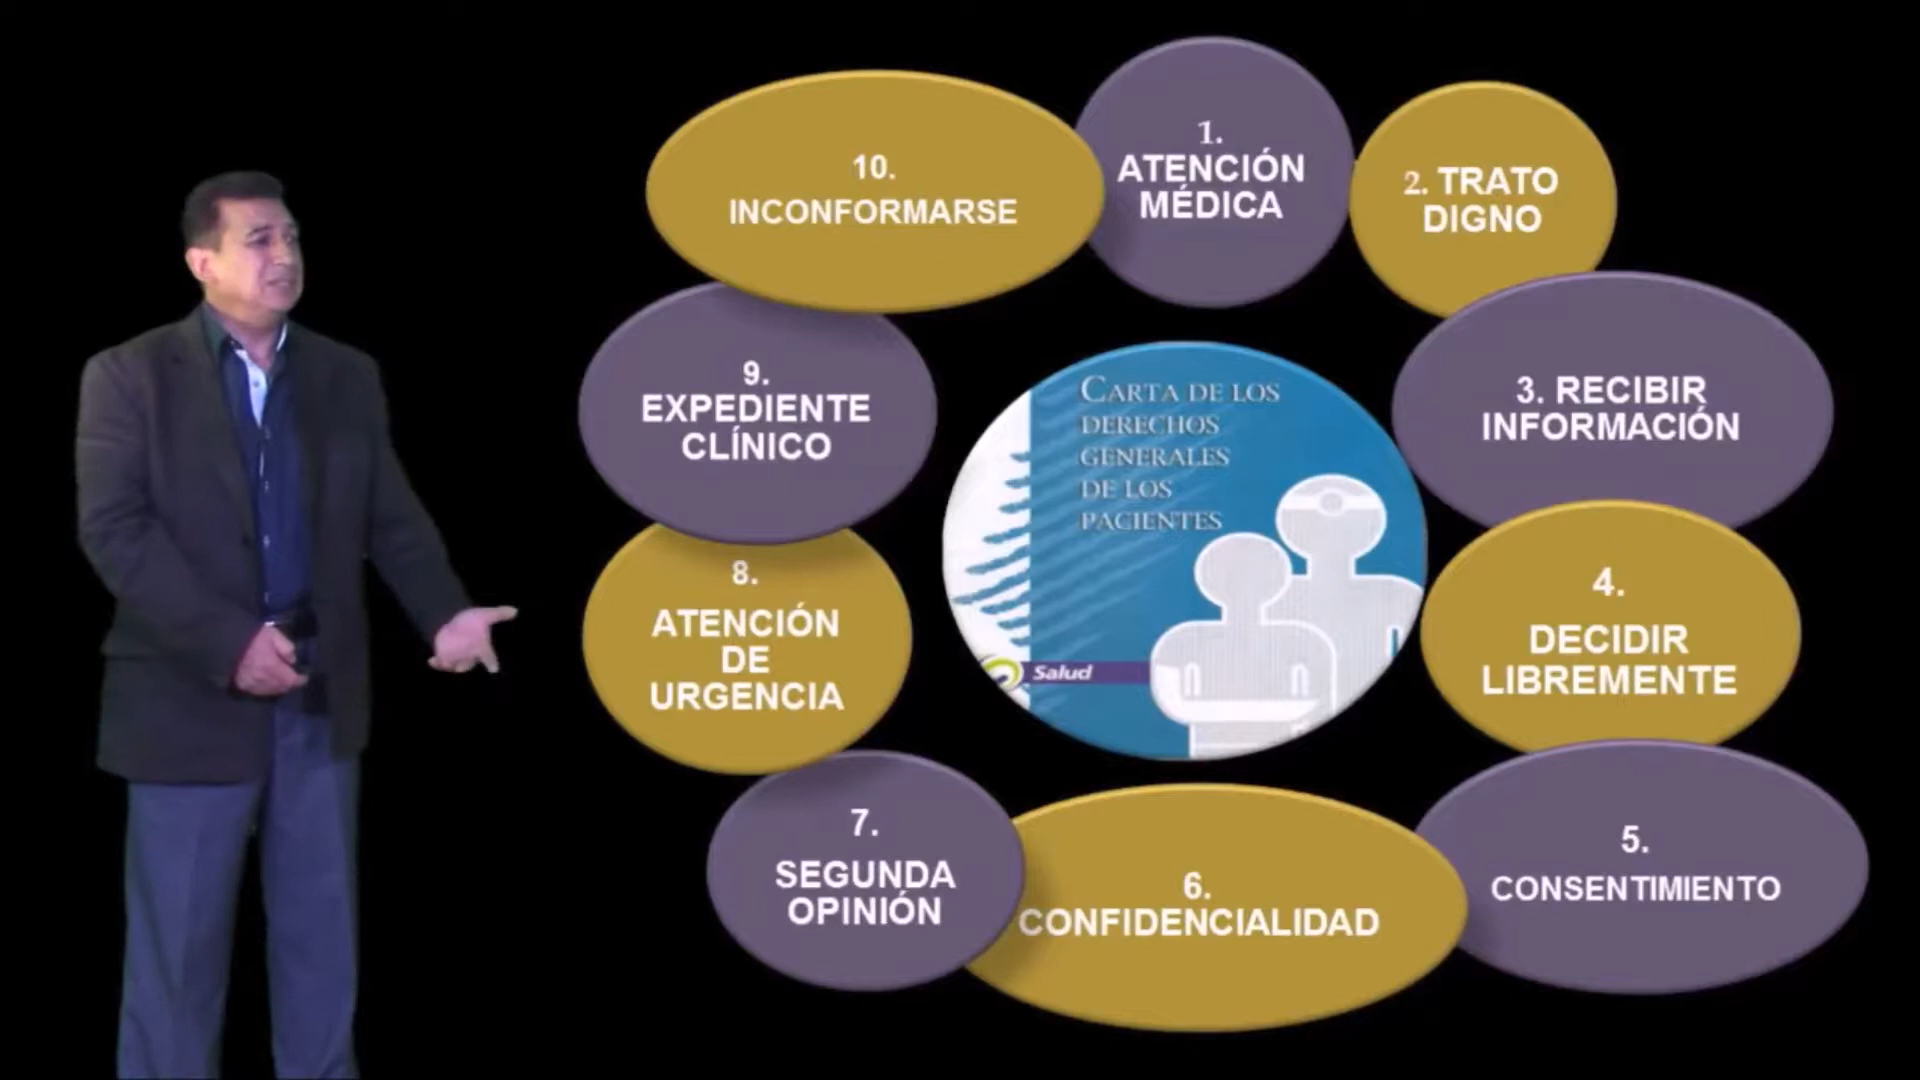 1.
ATENCIÓN
MÉDICA
2. TRATO
DIGNO
3. RECIBIR
INFORMACIÓN
4.
DECIDIR
LIBREMENTE
5.
CONSENTIMIENTO
6.
CONFIDENCIALIDAD
7.
SEGUNDA
OPINIÓN
8.
ATENCIÓN
DE
URGENCIA
9.
EXPEDIENTE
CLÍNICO
10.
INCONFORMARSE
CARTA DE LOS
DERECHOS
GENERALES
DE LOS
PACIENTES
Salud